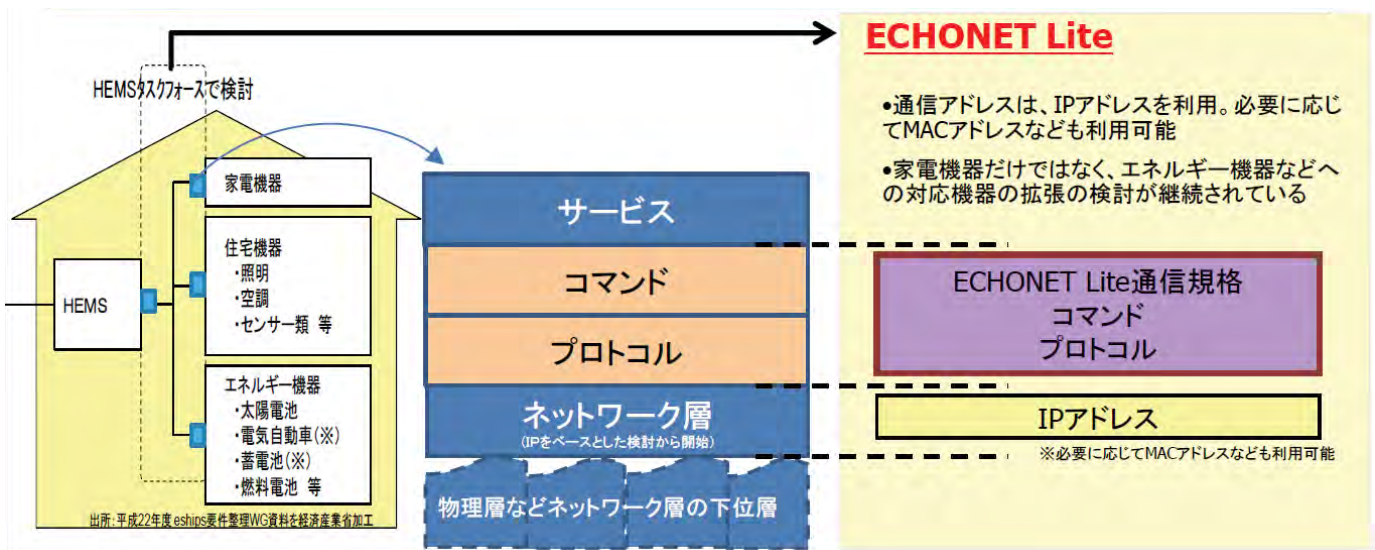 HEMSタスクフォースで検討
HEMS
家電機器
住宅機器
・照明
・空調
・センサー類 等
エネルギー機器
・太陽電池
・電気自動車(※)
・蓄電池(※)
・燃料電池 等
出所:平成22年度 eships要件整理WG資料を経済産業省加工
サービス
コマンド
プロトコル
ネットワーク層
(IPをベースとした検討から開始)
物理層などネットワーク層の下位層
ECHONET Lite
•通信アドレスは、IPアドレスを利用。必要に応じ
てMACアドレスなども利用可能
•家電機器だけではなく、エネルギー機器などへ
の対応機器の拡張の検討が継続されている
ECHONET Lite通信規格
コマンド
プロトコル
IPアドレス
※必要に応じてMACアドレスなども利用可能